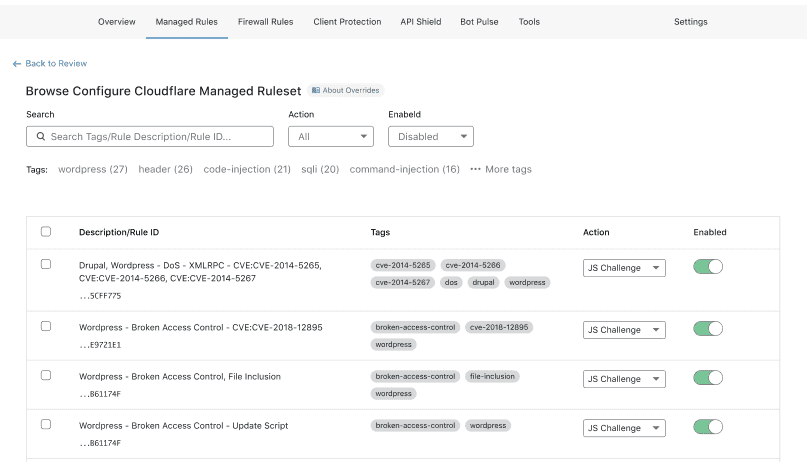 Overview Managed Rules Firewall Rules Client Protection API Shield Bot Pulse Tools Settings
← Back to Review
Browse Configure Cloudflare Managed Ruleset About Overrides
Search Action Enabeld
Search Tags/Rule Description/Rule ID... All Disabled
Tags: wordpress (27) header (26) code-injection (21) sqli (20) command-injection (16) ••• More tags
Description/Rule ID Tags Action Enabled
Drupal, Wordpress - DoS - XMLRPC - CVE:CVE-2014-5265, cve-2014-5265 cve-2014-5266 JS Challenge
CVE:CVE-2014-5266, CVE:CVE-2014-5267 cve-2014-5267 dos drupal wordpress
...5CFF775
Wordpress - Broken Access Control - CVE:CVE-2018-12895 broken-access-control cve-2018-12895 JS Challenge
...E9721E1 wordpress
Wordpress - Broken Access Control, File Inclusion broken-access-control file-inclusion JS Challenge
...B61174F wordpress
Wordpress - Broken Access Control - Update Script broken-access-control wordpress JS Challenge
...B61174F